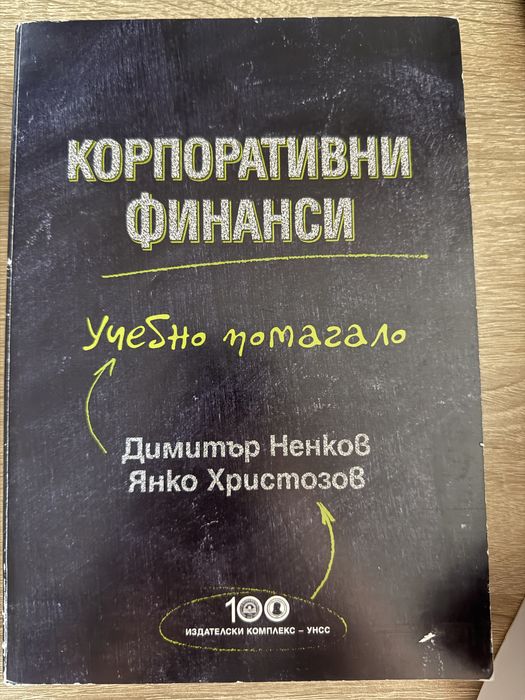 КОРПОРАТИВНИ
ФИНАНСИ
Учебно помагало
Димитър Ненков
Янко Христозов
100
ИЗДАТЕЛСКИ КОМПЛЕКС – УНСС